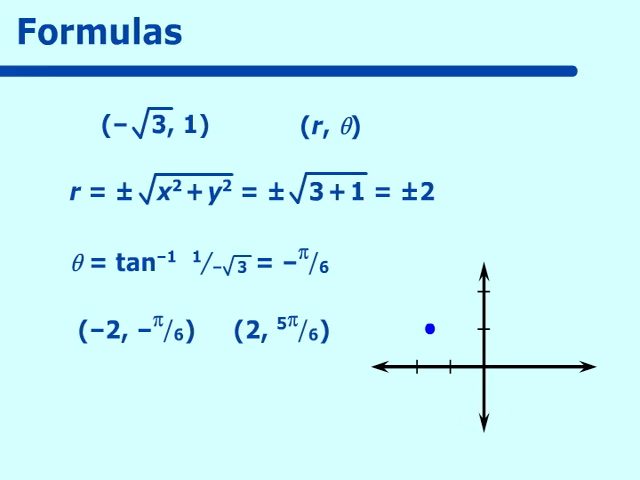 Formulas
(–√3, 1) (r, θ)
r = ±√x²+y² = ±√3+1 = ±2
θ = tan⁻¹ ¹/₋√₃ = –π/6
(–2, –π/6) (2, 5π/6)